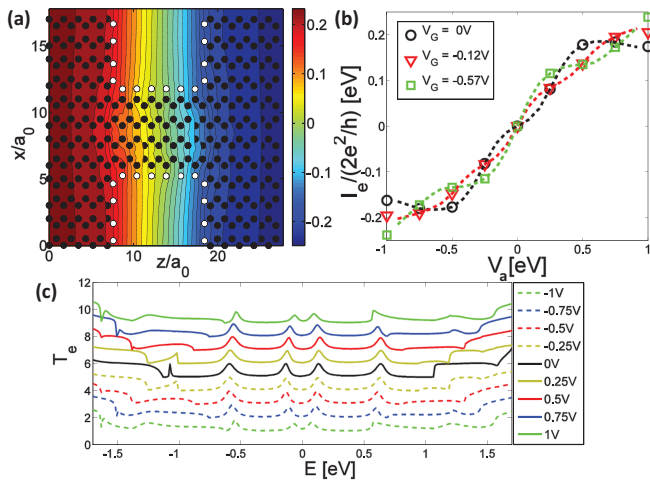 (a)
x/a0
15
10
5
0
0 10 20
z/a0
0.2
0.1
0
-0.1
-0.2
(b)
Ie/(2e²/ħ) [eV]
0.2
0.1
0
-0.1
-0.2
VG = 0V
VG = -0.12V
VG = -0.57V
-1 -0.5 0 0.5 1
Va[eV]
(c)
Te
12
10
8
6
4
2
0
-1.5 -1 -0.5 0 0.5 1 1.5
E [eV]
-1V
-0.75V
-0.5V
-0.25V
0V
0.25V
0.5V
0.75V
1V